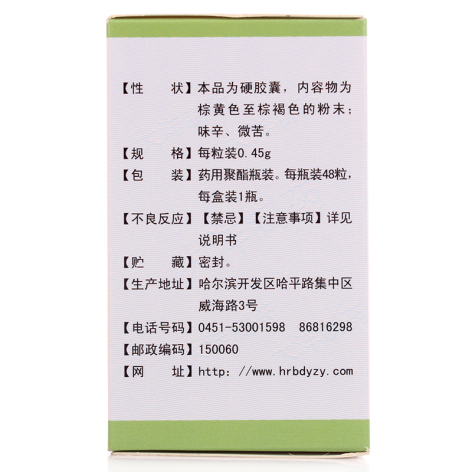 【性　状】本品为硬胶囊，内容物为
棕黄色至棕褐色的粉末；
味辛、微苦。
【规　格】每粒装0.45g
【包　装】药用聚酯瓶装。每瓶装48粒，
每盒装1瓶。
【不良反应】【禁忌】【注意事项】详见
说明书
【贮　藏】密封。
【生产地址】哈尔滨开发区哈平路集中区
威海路3号
【电话号码】0451-53001598 86816298
【邮政编码】150060
【网　址】http：//www.hrbdyzy.com